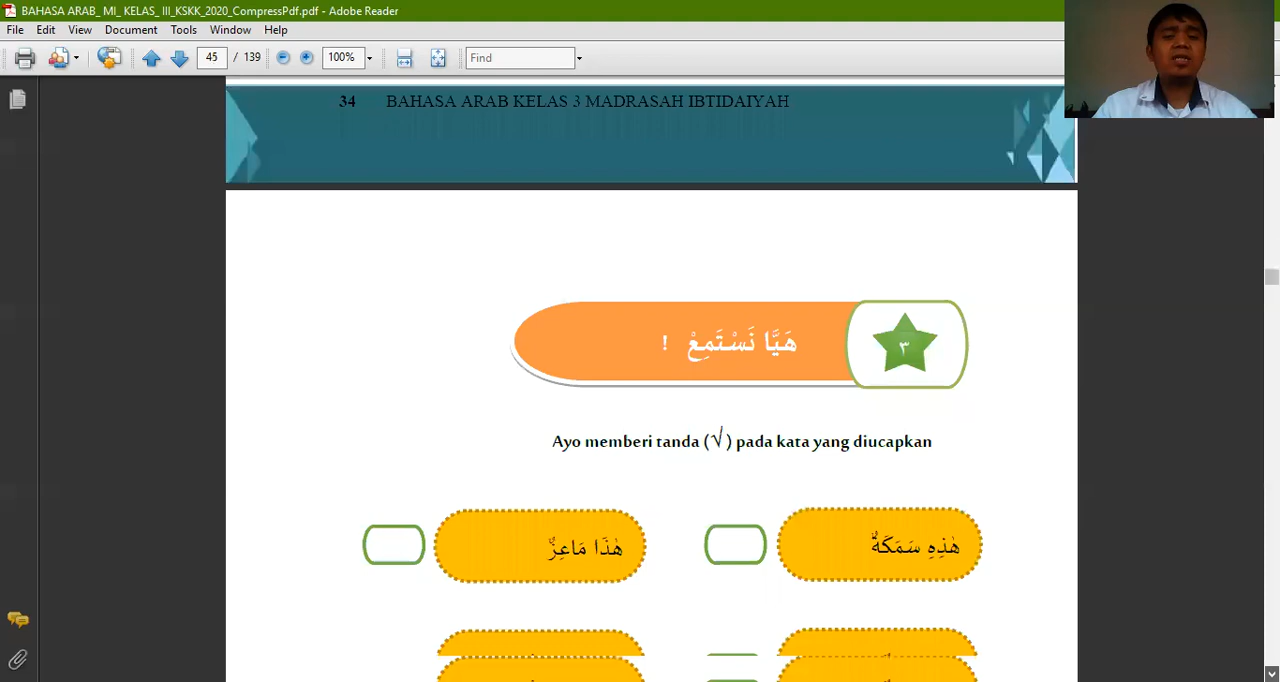 BAHASA ARAB_ MI_ KELAS_ III_KSKK_2020_CompressPdf.pdf - Adobe Reader
File Edit View Document Tools Window Help
45 / 139 100% Find
34 BAHASA ARAB KELAS 3 MADRASAH IBTIDAIYAH
٣ هَيَّا نَسْتَمِعْ !
Ayo memberi tanda (√) pada kata yang diucapkan
هٰذِهِ سَمَكَةٌ
هٰذَا مَاعِزٌ